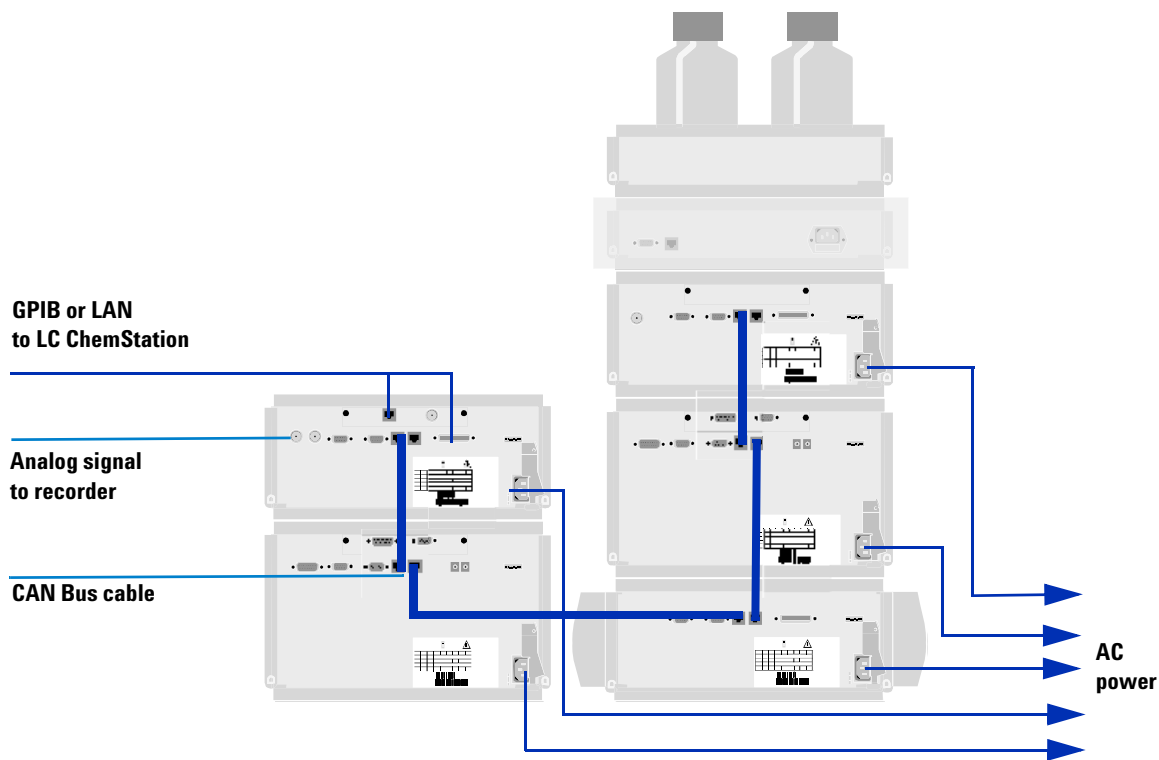 GPIB or LAN
to LC ChemStation
Analog signal
to recorder
CAN Bus cable
AC
power